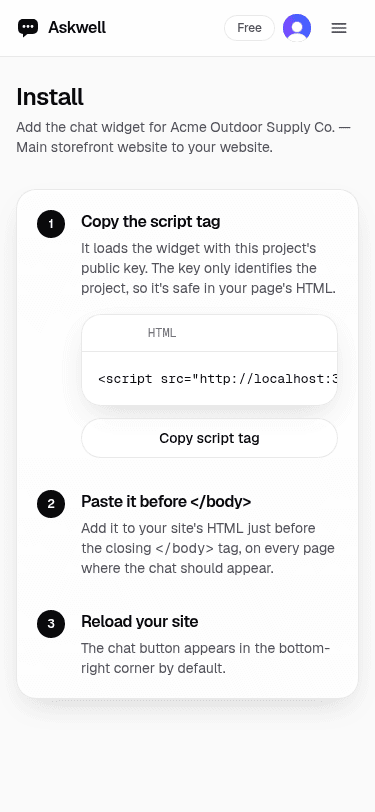 Askwell
Free
Install
Add the chat widget for Acme Outdoor Supply Co. —
Main storefront website to your website.
1
Copy the script tag
It loads the widget with this project's
public key. The key only identifies the
project, so it's safe in your page's HTML.
HTML
<script src="http://localhost:3
Copy script tag
2
Paste it before </body>
Add it to your site's HTML just before
the closing </body> tag, on every page
where the chat should appear.
3
Reload your site
The chat button appears in the bottom-
right corner by default.